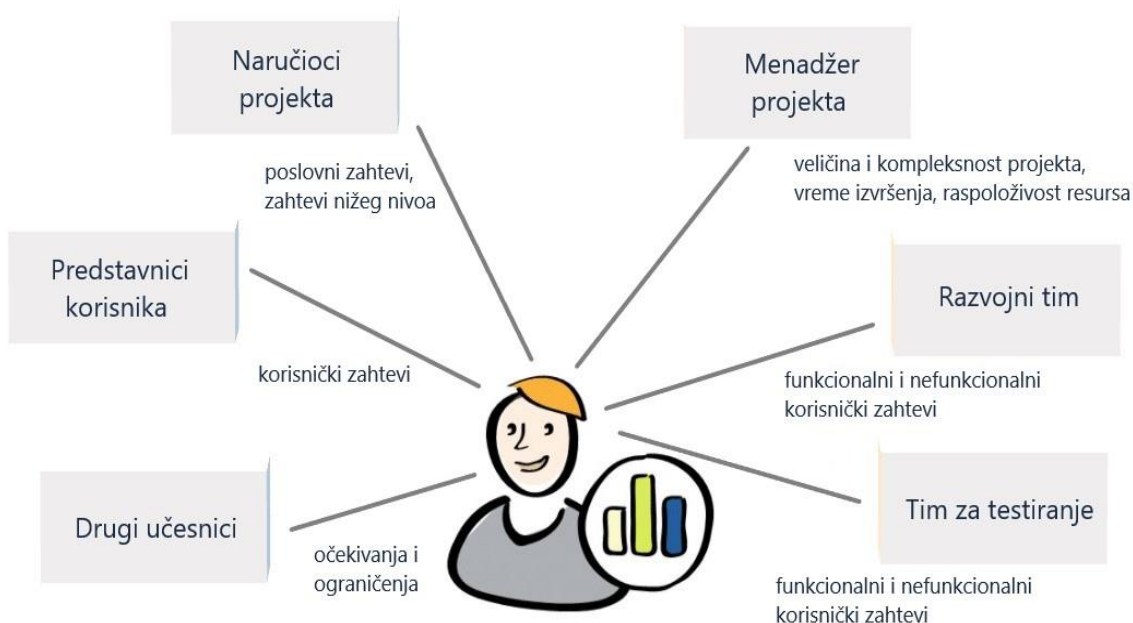 Naručioci
projekta
poslovni zahtevi,
zahtevi nižeg nivoa
Menadžer
projekta
veličina i kompleksnost projekta,
vreme izvršenja, raspoloživost resursa
Predstavnici
korisnika
korisnički zahtevi
Razvojni tim
funkcionalni i nefunkcionalni
korisnički zahtevi
Drugi učesnici
očekivanja i
ograničenja
Tim za testiranje
funkcionalni i nefunkcionalni
korisnički zahtevi